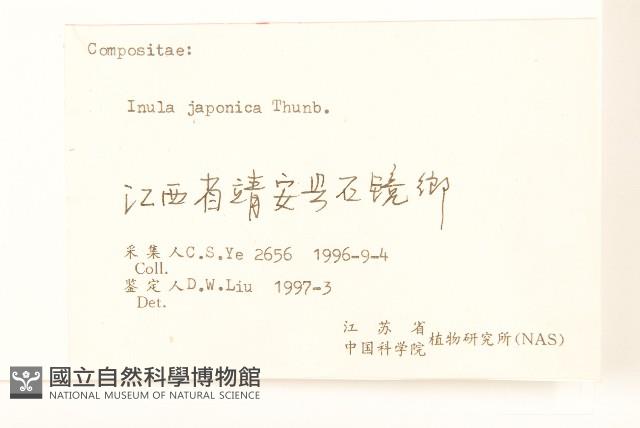 Compositae:
Inula japonica Thunb.
江西省靖安县石镜鄉
采集人C.S.Ye 2656 1996-9-4
Coll.
鉴定人D.W.Liu 1997-3
Det.
江苏省
中国科学院 植物研究所(NAS)
國立自然科學博物館
NATIONAL MUSEUM OF NATURAL SCIENCE